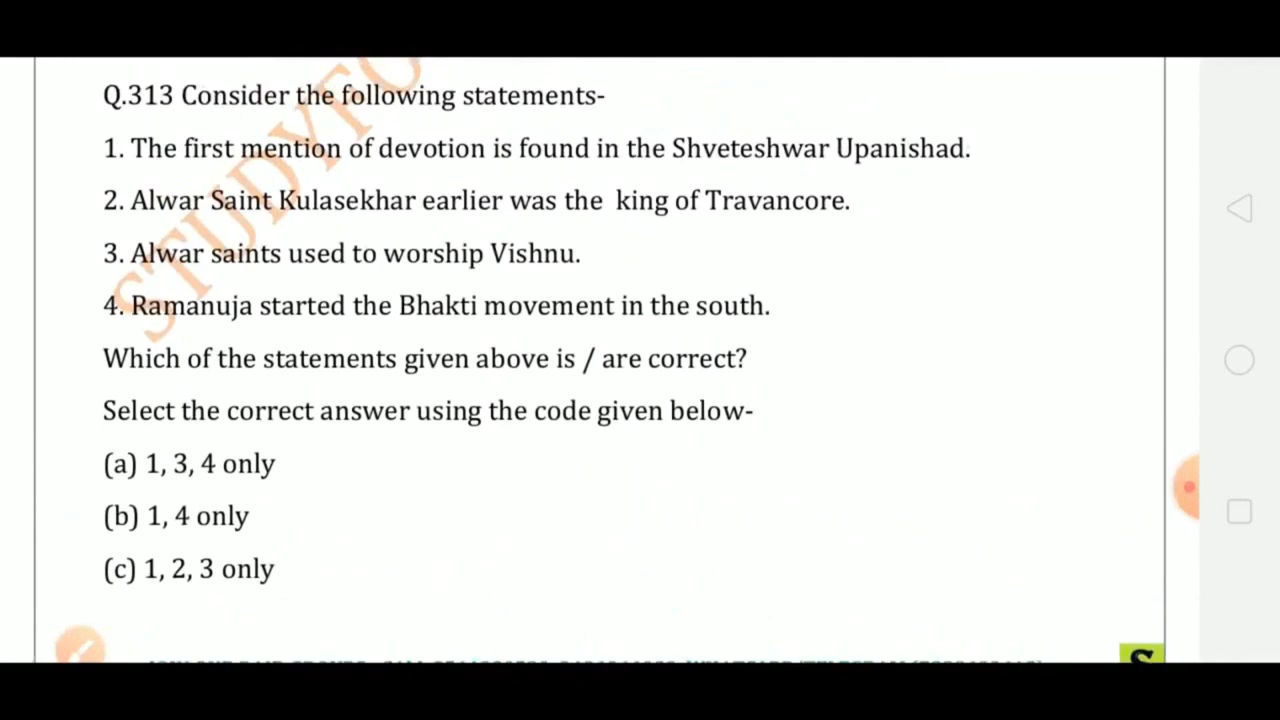 Q.313 Consider the following statements-
1. The first mention of devotion is found in the Shveteshwar Upanishad.
2. Alwar Saint Kulasekhar earlier was the king of Travancore.
3. Alwar saints used to worship Vishnu.
4. Ramanuja started the Bhakti movement in the south.
Which of the statements given above is / are correct?
Select the correct answer using the code given below-
(a) 1, 3, 4 only
(b) 1, 4 only
(c) 1, 2, 3 only
STUDYFO